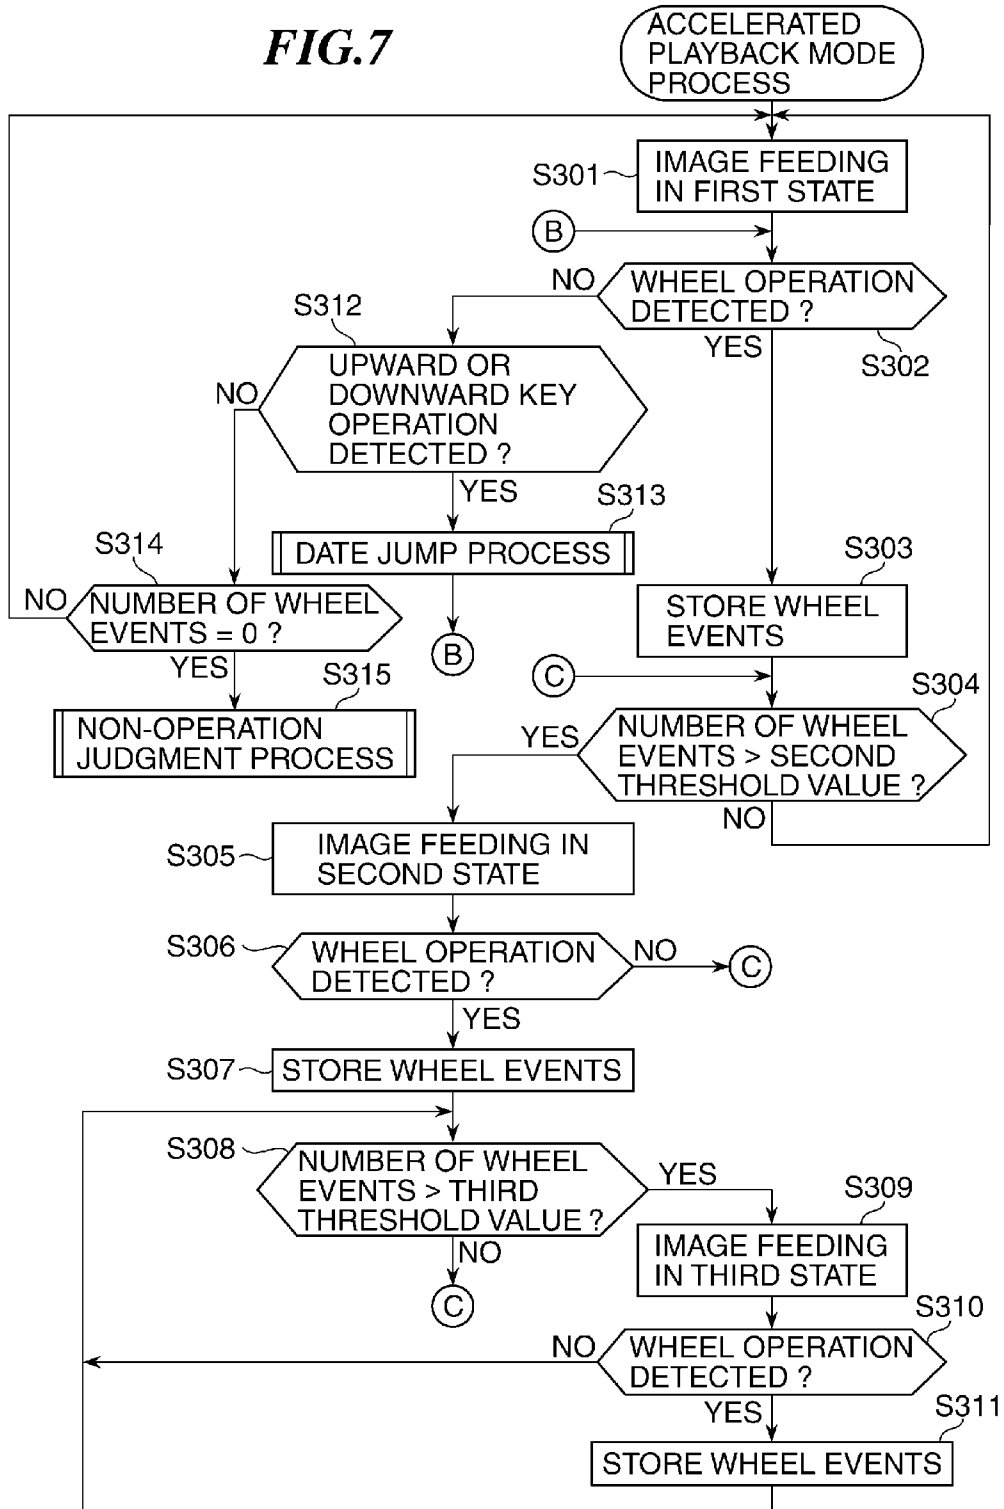 FIG.7
ACCELERATED
PLAYBACK MODE
PROCESS
S301
IMAGE FEEDING
IN FIRST STATE
B
NO
WHEEL OPERATION
DETECTED ?
S302
YES
S312
NO
UPWARD OR
DOWNWARD KEY
OPERATION
DETECTED ?
YES
S313
DATE JUMP PROCESS
B
S314
NO
NUMBER OF WHEEL
EVENTS = 0 ?
YES
S315
NON-OPERATION
JUDGMENT PROCESS
S303
STORE WHEEL
EVENTS
C
S304
YES
NUMBER OF WHEEL
EVENTS > SECOND
THRESHOLD VALUE ?
NO
S305
IMAGE FEEDING IN
SECOND STATE
S306
WHEEL OPERATION
DETECTED ?
NO
C
YES
S307
STORE WHEEL EVENTS
S308
NUMBER OF WHEEL
EVENTS > THIRD
THRESHOLD VALUE ?
YES
NO
C
S309
IMAGE FEEDING
IN THIRD STATE
S310
NO
WHEEL OPERATION
DETECTED ?
YES
S311
STORE WHEEL EVENTS